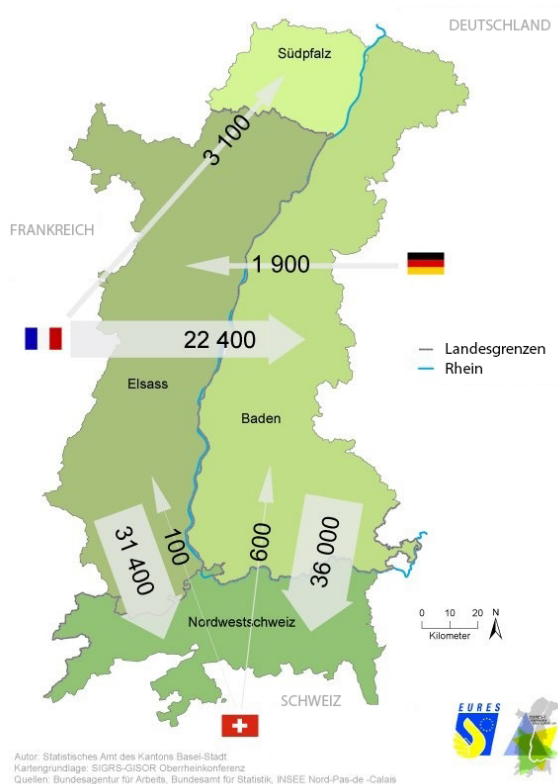 DEUTSCHLAND
Südpfalz
3 100
FRANKREICH
1 900
22 400
Landesgrenzen
Rhein
Elsass
Baden
31 400
100
600
36 000
0 10 20
Kilometer
N
Nordwestschweiz
SCHWEIZ
EURES
Autor: Statistisches Amt des Kantons Basel-Stadt
Kartengrundlage: SIGRS-GISOR Oberrheinkonferenz
Quellen: Bundesagentur für Arbeits, Bundesamt für Statistik, INSEE Nord-Pas-de -Calais